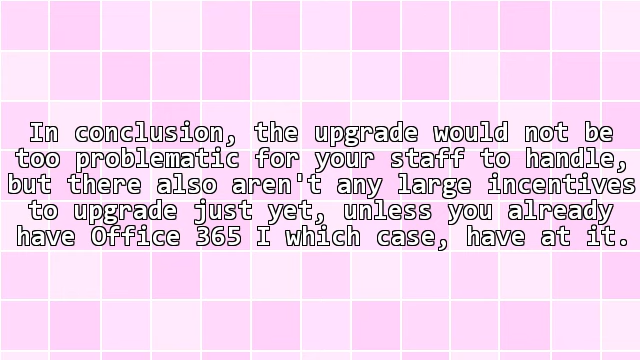 In conclusion, the upgrade would not be
too problematic for your staff to handle,
but there also aren't any large incentives
to upgrade just yet, unless you already
have Office 365 I which case, have at it.